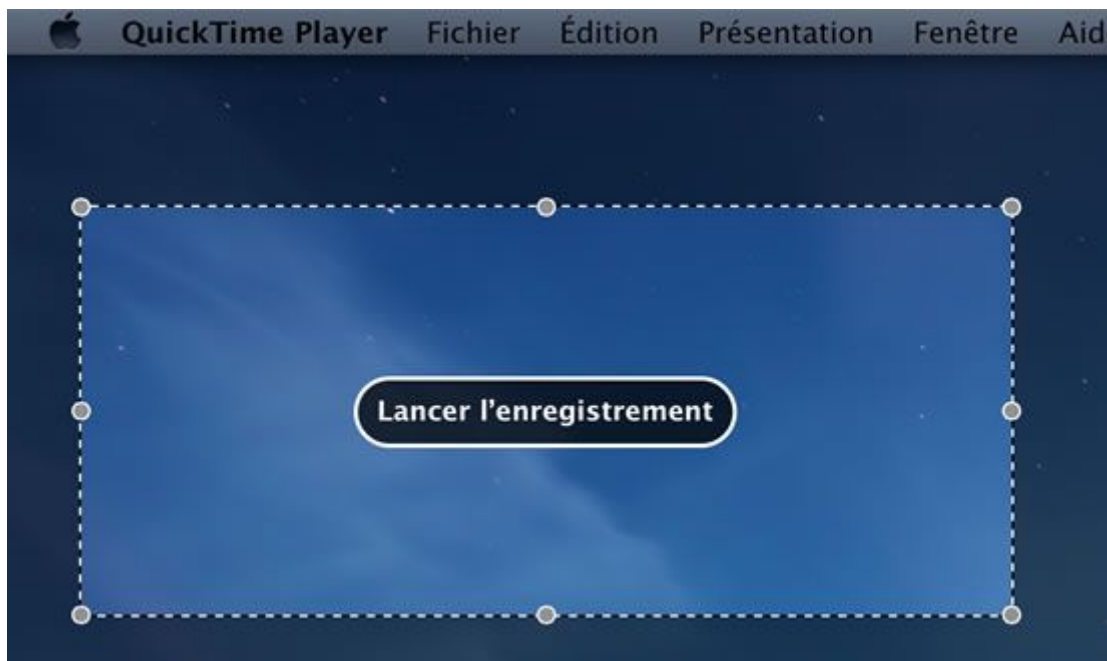 QuickTime Player Fichier Édition Présentation Fenêtre Aid
Lancer l’enregistrement